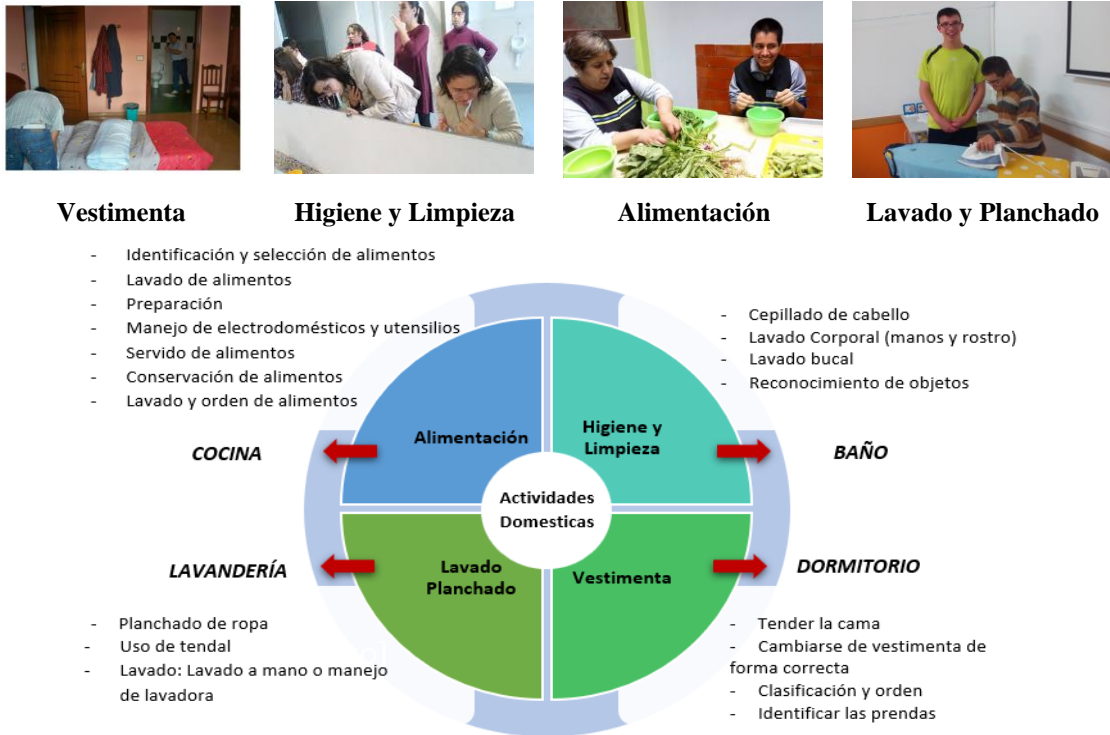 Vestimenta
Higiene y Limpieza
Alimentación
Lavado y Planchado
- Identificación y selección de alimentos
- Lavado de alimentos
- Preparación
- Manejo de electrodomésticos y utensilios
- Servido de alimentos
- Conservación de alimentos
- Lavado y orden de alimentos
- Cepillado de cabello
- Lavado Corporal (manos y rostro)
- Lavado bucal
- Reconocimiento de objetos
COCINA
Alimentación
Higiene y
Limpieza
BAÑO
Actividades
Domesticas
LAVANDERÍA
Lavado
Planchado
Vestimenta
DORMITORIO
- Planchado de ropa
- Uso de tendal
- Lavado: Lavado a mano o manejo
de lavadora
- Tender la cama
- Cambiarse de vestimenta de
forma correcta
- Clasificación y orden
- Identificar las prendas